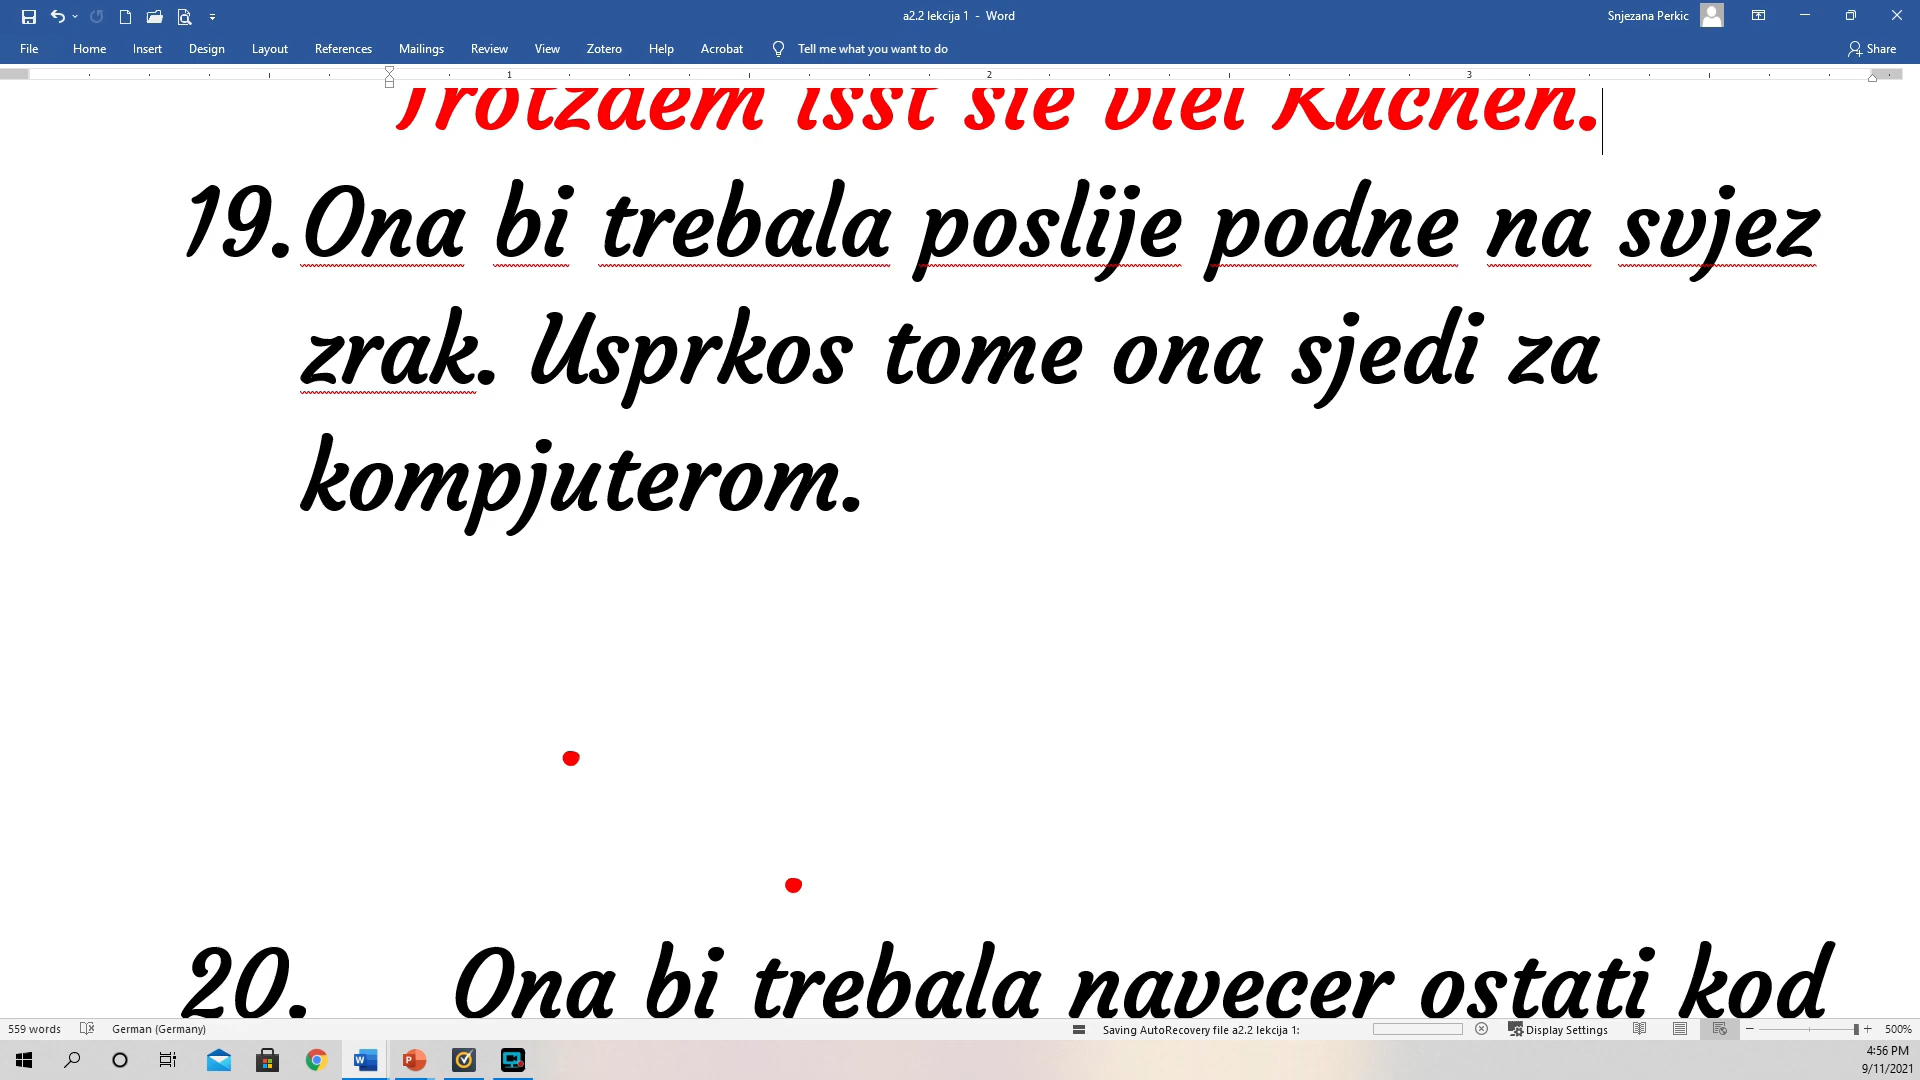 a2.2 lekcija 1 - Word
Snjezana Perkic
File Home Insert Design Layout References Mailings Review View Zotero Help Acrobat Tell me what you want to do Share
1 2 3
Trotzdem isst sie viel Kuchen.
19. Ona bi trebala poslije podne na svjez
zrak. Usprkos tome ona sjedi za
kompjuterom.
.
.
20. Ona bi trebala navecer ostati kod
559 words German (Germany) Saving AutoRecovery file a2.2 lekcija 1: Display Settings 500%
4:56 PM
9/11/2021